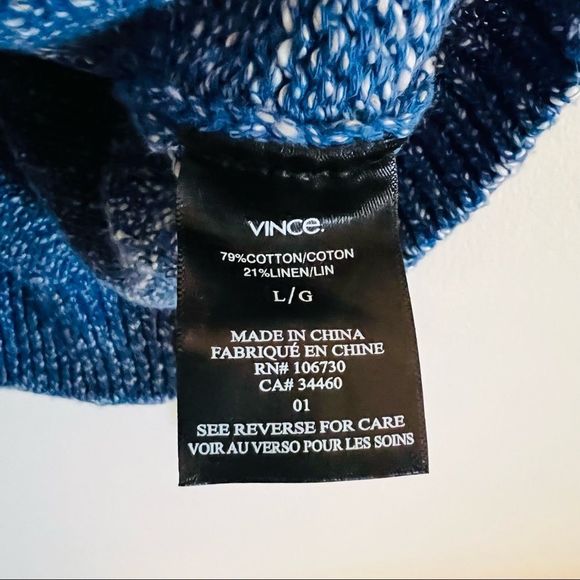 VINCE.
79%COTTON/COTON
21%LINEN/LIN
L/G
MADE IN CHINA
FABRIQUÉ EN CHINE
RN# 106730
CA# 34460
01
SEE REVERSE FOR CARE
VOIR AU VERSO POUR LES SOINS